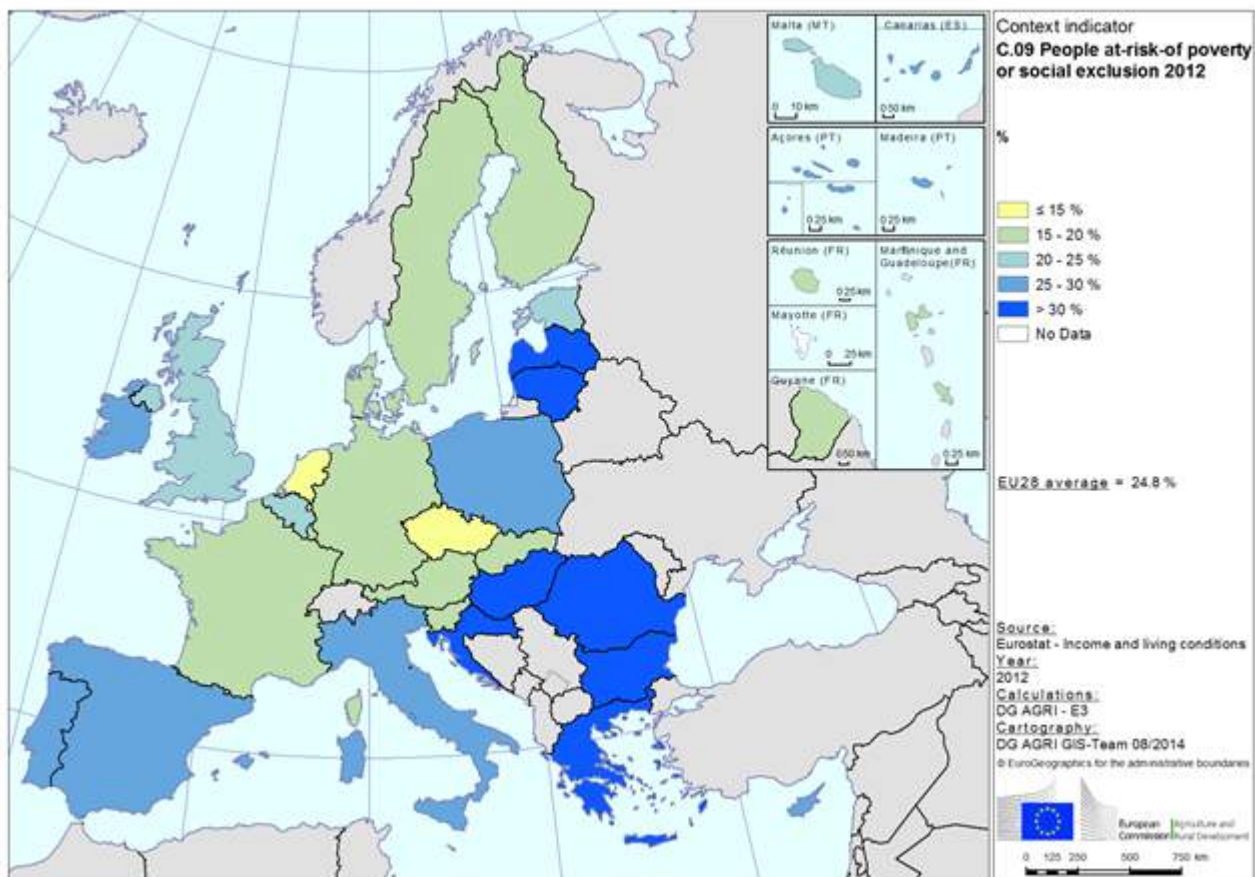 Malta (MT)
0 10 km
Canarias (ES)
0 50 km
Açores (PT)
0 25 km
Madeira (PT)
0 25 km
Réunion (FR)
0 25 km
Martinique and
Guadeloupe(FR)
0 25 km
Mayotte (FR)
0 25 km
Guyane (FR)
0 50 km
Context indicator
C.09 People at-risk-of poverty
or social exclusion 2012
%
≤ 15 %
15 - 20 %
20 - 25 %
25 - 30 %
> 30 %
No Data
EU28 average = 24.8 %
Source:
Eurostat - Income and living conditions
Year:
2012
Calculations:
DG AGRI - E3
Cartography:
DG AGRI GIS-Team 08/2014
© EuroGeographics for the administrative boundaries
European
Commission
Agriculture and
Rural Development
0 125 250 500 750 km